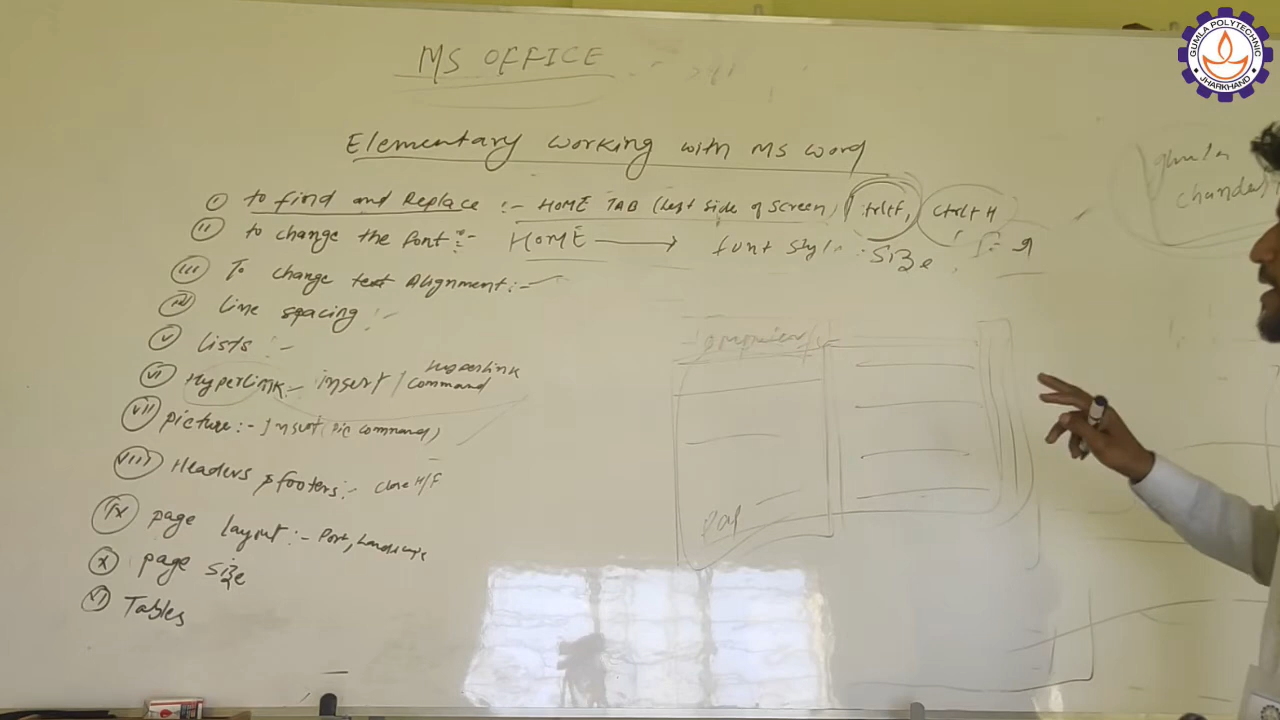 MS OFFICE
Elementary working with MS Word
i to find and Replace :- HOME TAB (Left side of screen) ctrl+F, ctrl+H
ii to change the font :- HOME → font style size
iii To change text Alignment :-
iv line spacing :-
v Lists :-
vi Hyperlink :- insert / Hyperlink command
vii picture :- Insert (pic command)
viii Headers & footers :- Close H/F
ix page layout :- Port, Landscape
x page size
xi Tables
GUMLA POLYTECHNIC
JHARKHAND